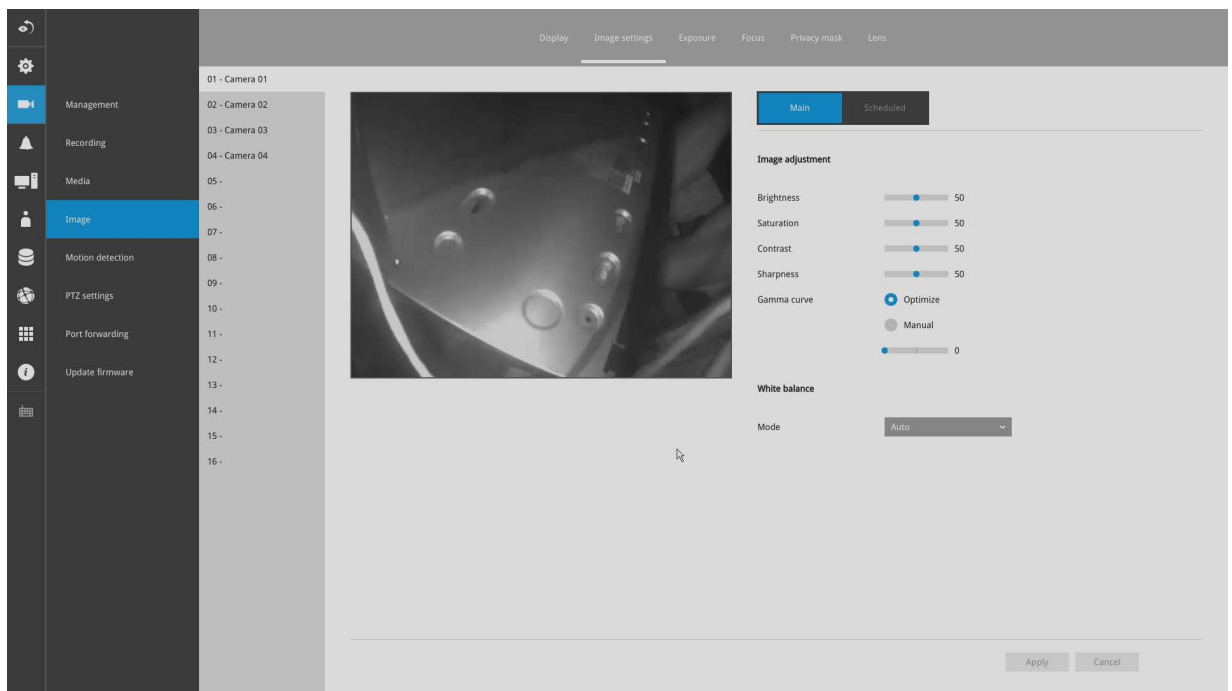 Display Image settings Exposure Focus Privacy mask Lens
Management
Recording
Media
Image
Motion detection
PTZ settings
Port forwarding
Update firmware
01 - Camera 01
02 - Camera 02
03 - Camera 03
04 - Camera 04
05 -
06 -
07 -
08 -
09 -
10 -
11 -
12 -
13 -
14 -
15 -
16 -
Main Scheduled
Image adjustment
Brightness 50
Saturation 50
Contrast 50
Sharpness 50
Gamma curve Optimize
Manual
0
White balance
Mode Auto
Apply Cancel